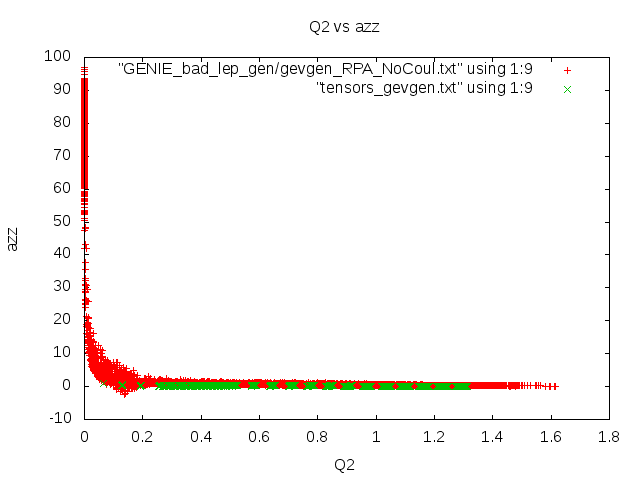 Q2 vs azz
"GENIE_bad_lep_gen/gevgen_RPA_NoCoul.txt" using 1:9
"tensors_gevgen.txt" using 1:9
100
90
80
70
60
50
40
30
20
10
0
-10
azz
0 0.2 0.4 0.6 0.8 1 1.2 1.4 1.6 1.8
Q2